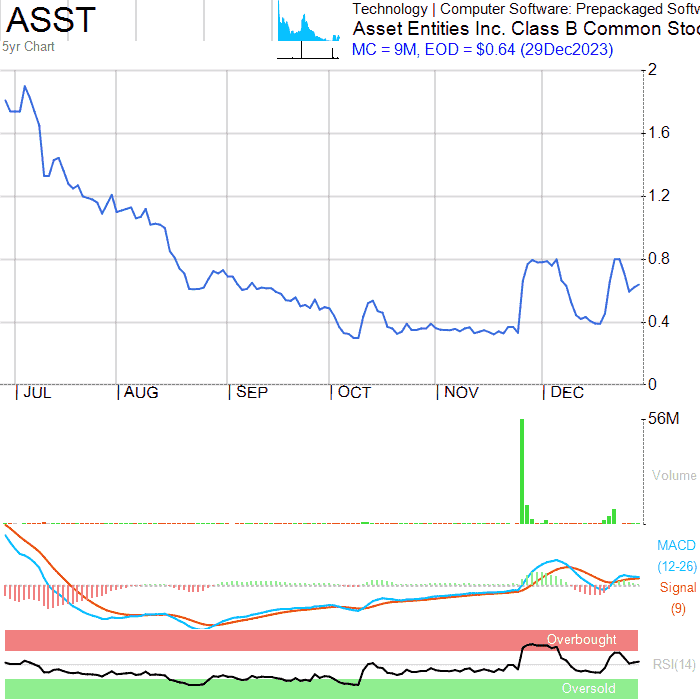 ASST
5yr Chart
Technology | Computer Software: Prepackaged Softw
Asset Entities Inc. Class B Common Stoc
MC = 9M, EOD = $0.64 (29Dec2023)
2
1.6
1.2
0.8
0.4
0
JUL AUG SEP OCT NOV DEC
56M
Volume
MACD
(12-26)
Signal
(9)
Overbought
RSI(14)
Oversold